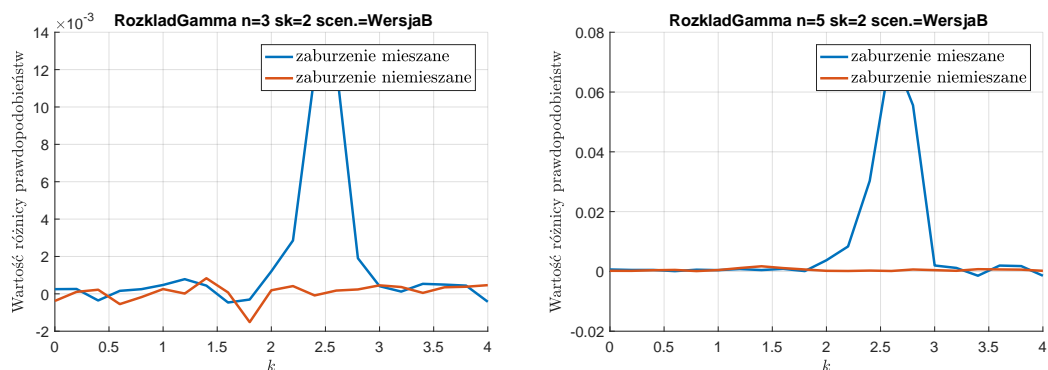 RozkladGamma n=3 sk=2 scen.=WersjaB
×10⁻³
14
12
10
8
6
4
2
0
-2
0 0.5 1 1.5 2 2.5 3 3.5 4
k
Wartość różnicy prawdopodobieństw
zaburzenie mieszane
zaburzenie niemieszane
RozkladGamma n=5 sk=2 scen.=WersjaB
0.08
0.06
0.04
0.02
0
-0.02
0 0.5 1 1.5 2 2.5 3 3.5 4
k
Wartość różnicy prawdopodobieństw
zaburzenie mieszane
zaburzenie niemieszane